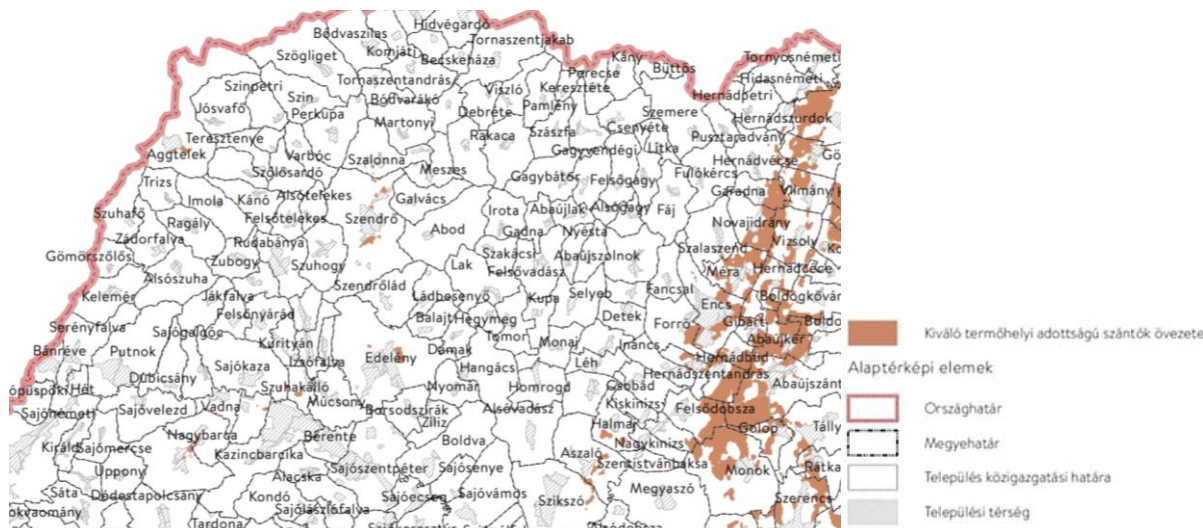 Hidvégardó
Bódvaszilas
Tornaszentjakab
Komjáti
Szögliget
Becskeháza
Kány
Tornyosnémeti
Büttös
Perecse
Hidasnémeti
Tornaszentandrás
Viszló
Keresztéte
Szinpetri
Hernádpetri
Bódvarákó
Szin
Pamlény
Jósvafő
Debréte
Szemere
Hernádszurdok
Perkupa
Martonyi
Csenyéte
Rakaca
Szászfa
Pusztaradvány
Teresztenye
Litka
Gagyvendégi
Aggtelek
Varbóc
Szalonna
Hernádvécse
Meszes
Fulókércs
Szőlősardó
Gagybátor
Felsőgagy
Trizs
Garadna
Vilmány
Imola
Kánó
Alsótelekes
Galvács
Szuhafő
Felsőtelekes
Szendrő
Irota
Abaújlak
Alsógagy
Fáj
Ragály
Novajidrány
Abod
Gadna
Nyésta
Zádorfalva
Rudabánya
Vizsoly
Szakácsi
Szalaszend
Gömörszőlős
Zubogy
Szuhogy
Abaújszolnok
Lak
Felsővadász
Méra
Hernádcéce
Alsószuha
Szendrőlád
Kelemér
Jákfalva
Ládbesenyő
Kupa
Selyeb
Fancsal
Boldogkővár
Encs
Felsőnyárád
Balajt
Hegymeg
Detek
Serényfalva
Sajógalgóc
Forró
Gibárt
Boldo
Kurityán
Tomor
Monaj
Abaújkér
Bánréve
Putnok
Edelény
Damak
Ináncs
Sajókaza
Izsófalva
Hernádbűd
Hangács
Léh
Dubicsány
Hernádszentandrás
ópüspöki
Hét
Szuhakálló
Nyomár
Homrogd
Csobád
Abaújszánt
Múcsony
Kiskinizs
Sajónémeti
Sajóvelezd
Vadna
Borsodszirák
Alsóvadász
Felsődobsza
Ziliz
Halmaj
Golop
Tálly
Nagybarca
Berente
Boldva
Nagykinizs
Királd
Sajómercse
Kazincbarcika
Aszaló
Szentistvánbaksa
Rátka
Sajószentpéter
Sajósenye
Monok
Uppony
Alacska
Megyaszó
Sáta
Dédestapolcsány
Kondó
Sajóecseg
Sajóvámos
Szikszó
Szerencs
Sajólászlófalva
Tardona
Alsódobsza
Kiváló termőhelyi adottságú szántók övezete
Alaptérképi elemek
Országhatár
Megyehatár
Település közigazgatási határa
Települési térség